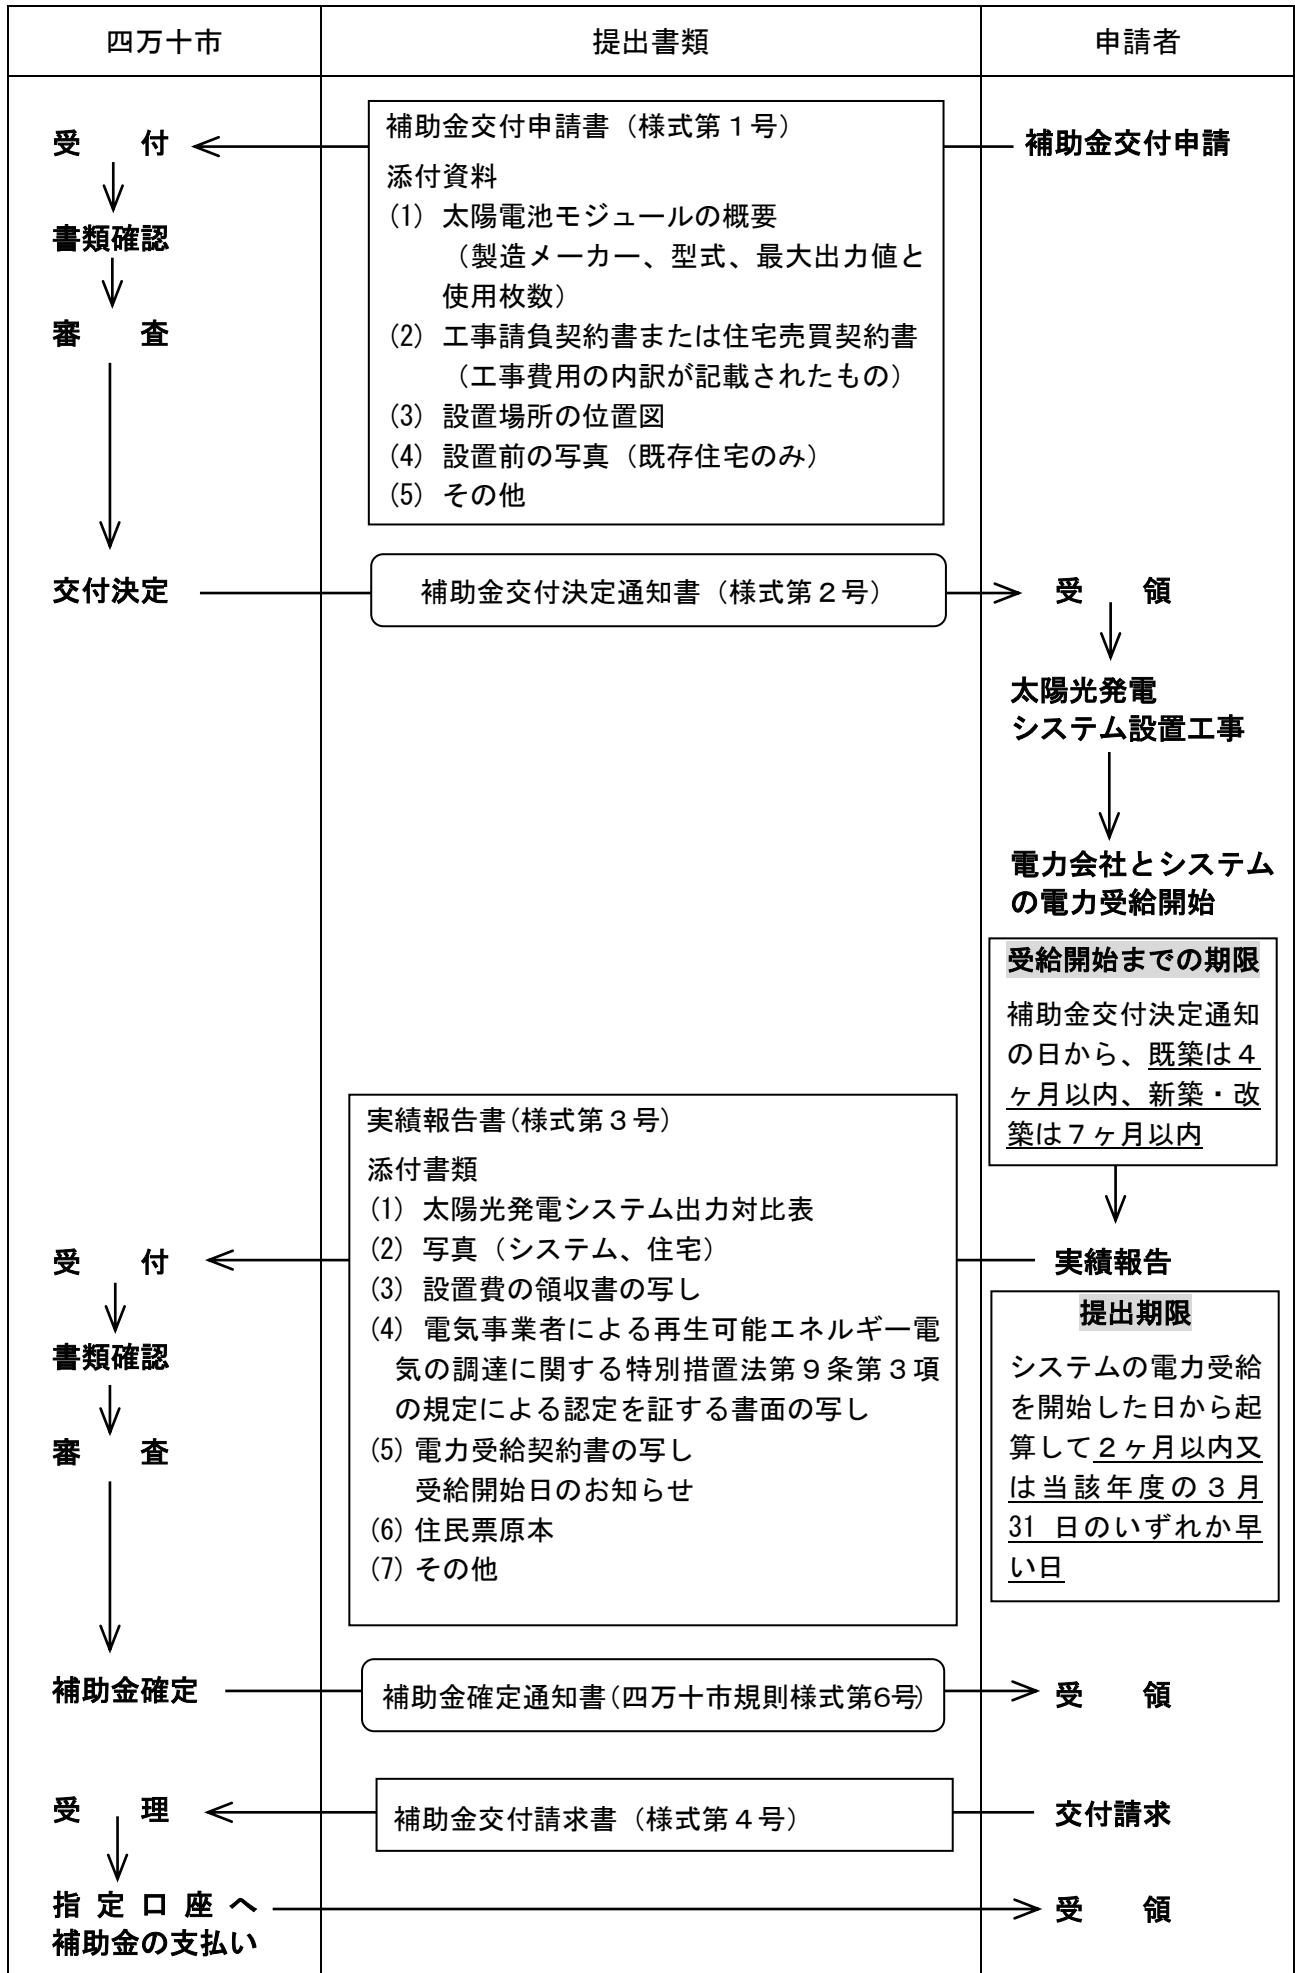 四万十市
提出書類
申請者
補助金交付申請書（様式第１号）
受　付
補助金交付申請
添付資料
(1) 太陽電池モジュールの概要
（製造メーカー、型式、最大出力値と
使用枚数）
書類確認
審　査
(2) 工事請負契約書または住宅売買契約書
（工事費用の内訳が記載されたもの）
(3) 設置場所の位置図
(4) 設置前の写真（既存住宅のみ）
(5) その他
交付決定
補助金交付決定通知書（様式第２号）
受　領
太陽光発電
システム設置工事
電力会社とシステム
の電力受給開始
受給開始までの期限
補助金交付決定通知
の日から、既築は４
ヶ月以内、新築・改
築は７ヶ月以内
実績報告書(様式第３号)
添付書類
(1) 太陽光発電システム出力対比表
(2) 写真（システム、住宅）
(3) 設置費の領収書の写し
(4) 電気事業者による再生可能エネルギー電
気の調達に関する特別措置法第９条第３項
の規定による認定を証する書面の写し
(5) 電力受給契約書の写し
受給開始日のお知らせ
(6) 住民票原本
(7) その他
受　付
書類確認
審　査
実績報告
提出期限
システムの電力受給
を開始した日から起
算して２ヶ月以内又
は当該年度の３月
31 日のいずれか早
い日
補助金確定
補助金確定通知書(四万十市規則様式第6号)
受　領
受　理
補助金交付請求書（様式第４号）
交付請求
指定口座へ
補助金の支払い
受　領